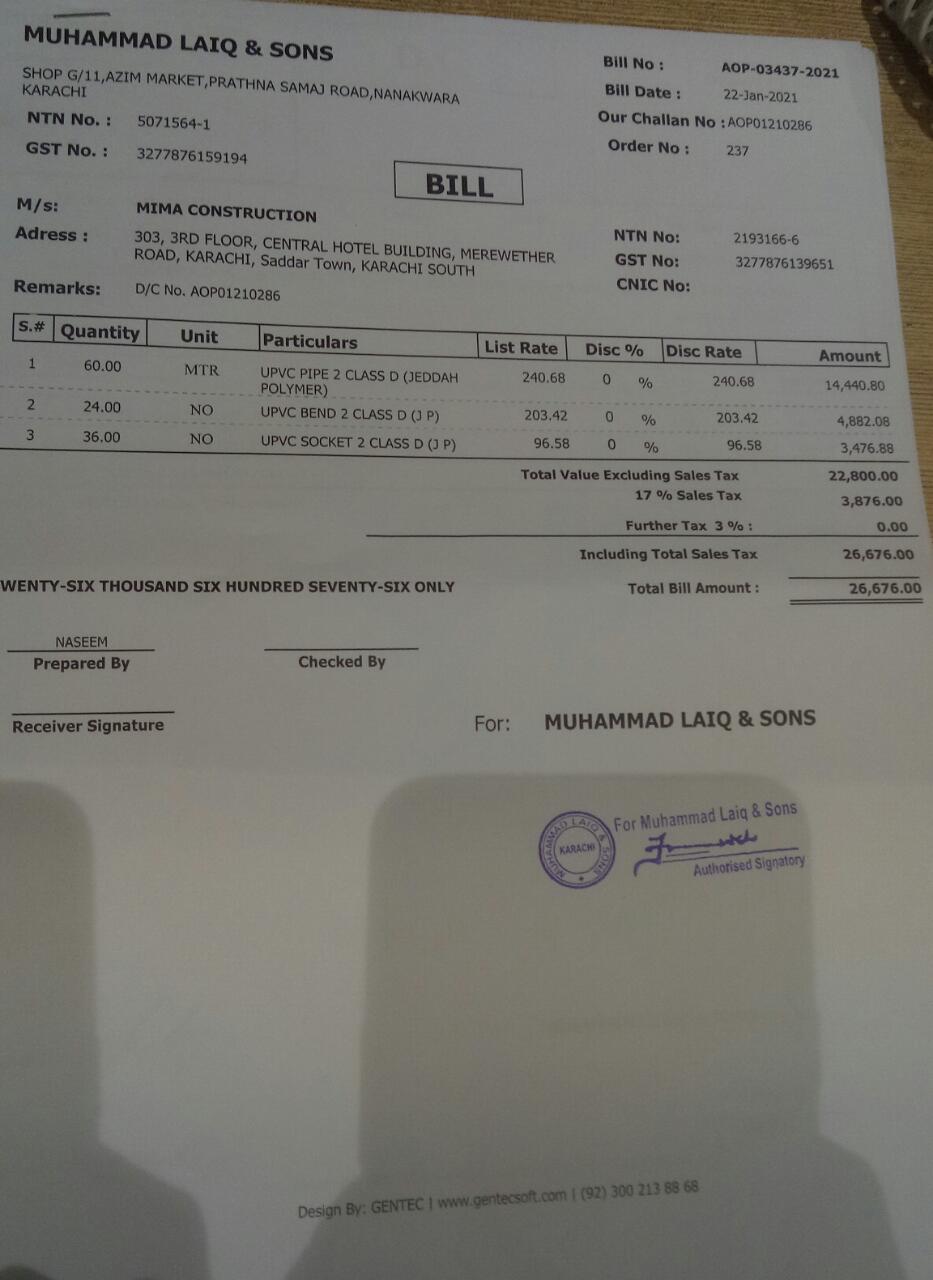 MUHAMMAD LAIQ & SONS
SHOP G/11,AZIM MARKET,PRATHNA SAMAJ ROAD,NANAKWARA
KARACHI
NTN No. : 5071564-1
GST No. : 3277876159194
Bill No : AOP-03437-2021
Bill Date : 22-Jan-2021
Our Challan No :AOP01210286
Order No : 237
BILL
M/s: MIMA CONSTRUCTION
Adress : 303, 3RD FLOOR, CENTRAL HOTEL BUILDING, MEREWETHER
ROAD, KARACHI, Saddar Town, KARACHI SOUTH
Remarks: D/C No. AOP01210286
NTN No: 2193166-6
GST No: 3277876139651
CNIC No:
S.# Quantity Unit Particulars List Rate Disc % Disc Rate Amount
1 60.00 MTR UPVC PIPE 2 CLASS D (JEDDAH 240.68 0 % 240.68 14,440.80
POLYMER)
2 24.00 NO UPVC BEND 2 CLASS D (J P) 203.42 0 % 203.42 4,882.08
3 36.00 NO UPVC SOCKET 2 CLASS D (J P) 96.58 0 % 96.58 3,476.88
Total Value Excluding Sales Tax 22,800.00
17 % Sales Tax 3,876.00
Further Tax 3 % : 0.00
Including Total Sales Tax 26,676.00
WENTY-SIX THOUSAND SIX HUNDRED SEVENTY-SIX ONLY Total Bill Amount : 26,676.00
NASEEM
Prepared By Checked By
Receiver Signature
For: MUHAMMAD LAIQ & SONS
MUHAMMAD LAIQ & SONS
KARACHI
For Muhammad Laiq & Sons
Authorised Signatory
Design By: GENTEC | www.gentecsoft.com | (92) 300 213 88 68